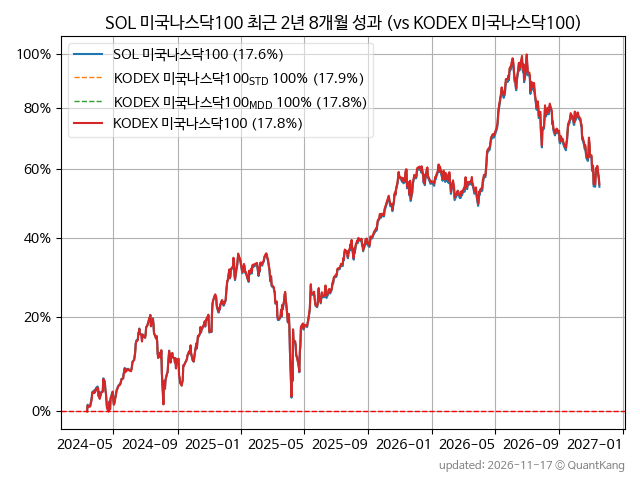 SOL 미국나스닥100 최근 2년 8개월 성과 (vs KODEX 미국나스닥100)
SOL 미국나스닥100 (17.6%)
KODEX 미국나스닥100STD 100% (17.9%)
KODEX 미국나스닥100MDD 100% (17.8%)
KODEX 미국나스닥100 (17.8%)
100%
80%
60%
40%
20%
0%
2024-05 2024-09 2025-01 2025-05 2025-09 2026-01 2026-05 2026-09 2027-01
updated: 2026-11-17 © QuantKang